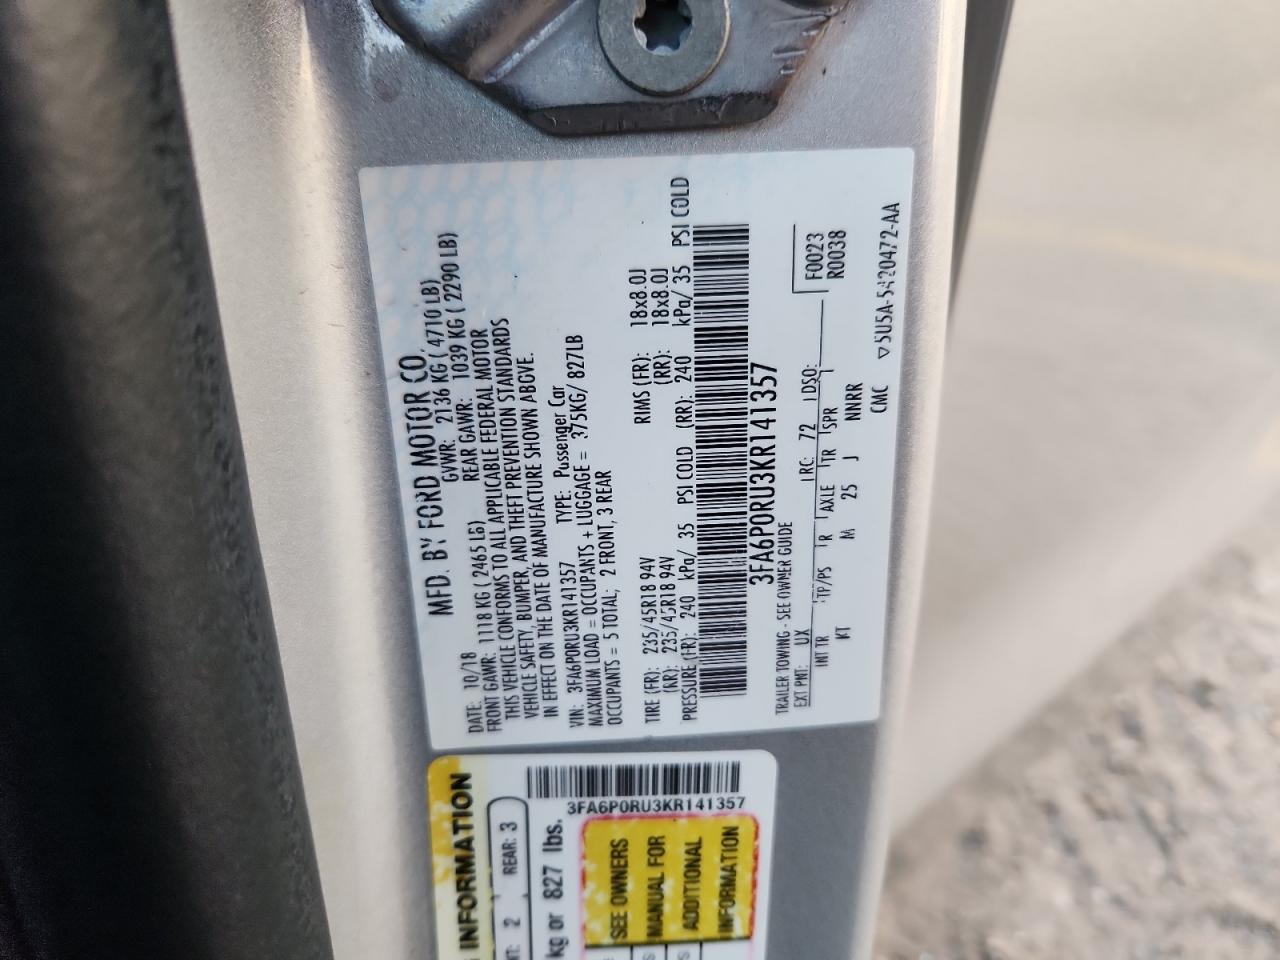 MFD. BY FORD MOTOR CO.
DATE: 10/18 GVWR: 2136 KG ( 4710 LB)
FRONT GAWR: 1118 KG ( 2465 LB) REAR GAWR: 1039 KG ( 2290 LB)
THIS VEHICLE CONFORMS TO ALL APPLICABLE FEDERAL MOTOR
VEHICLE SAFETY, BUMPER, AND THEFT PREVENTION STANDARDS
IN EFFECT ON THE DATE OF MANUFACTURE SHOWN ABOVE.
VIN: 3FA6P0RU3KR141357 TYPE: Passenger Car
MAXIMUM LOAD = OCCUPANTS + LUGGAGE = 375KG/ 827LB
OCCUPANTS = 5 TOTAL; 2 FRONT, 3 REAR
TIRE (FR): 235/45R18 94V RIMS (FR): 18x8.0J
(RR): 235/45R18 94V (RR): 18x8.0J
PRESSURE (FR): 240 kPa/ 35 PSI COLD (RR): 240 kPa/ 35 PSI COLD
3FA6P0RU3KR141357
TRAILER TOWING - SEE OWNER GUIDE F0023
R0038
EXT PNT: UX RC: 72 DSO:
INT TR TP/PS R AXLE TR SPR
KT M 25 J NNRR
CMC
▽5U5A-5420472-AA
INFORMATION
2 REAR: 3
kg or 827 lbs.
3FA6P0RU3KR141357
SEE OWNERS
MANUAL FOR
ADDITIONAL
INFORMATION